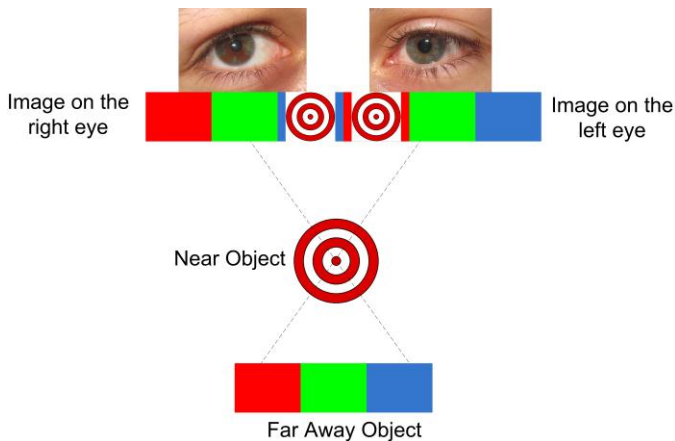 Image on the
right eye
Image on the
left eye
Near Object
Far Away Object